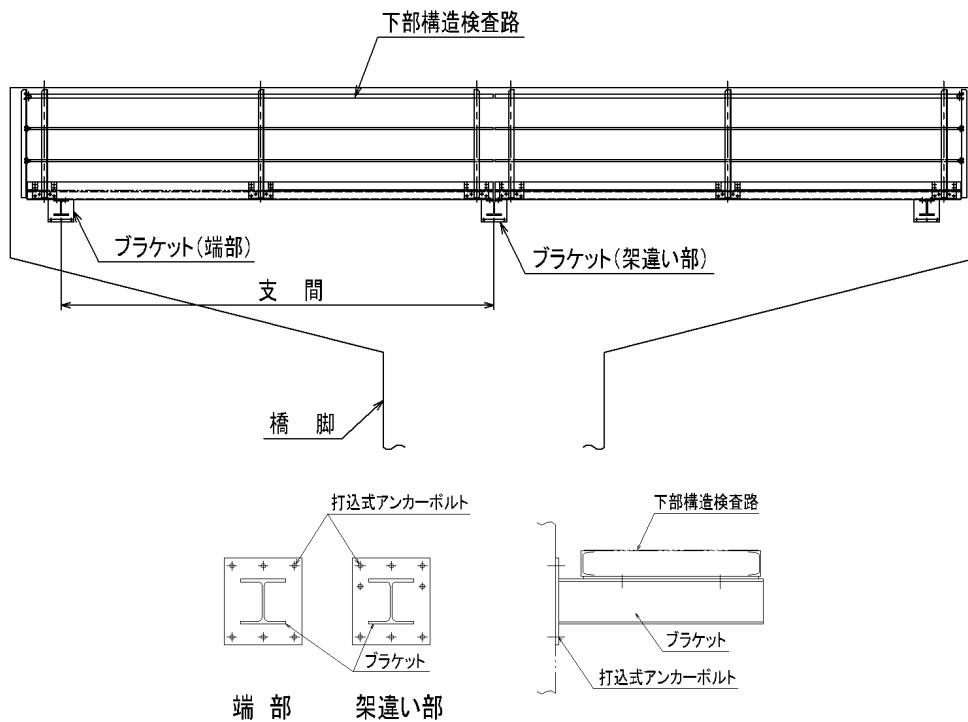 下部構造検査路
ブラケット(端部)
ブラケット(架違い部)
支 間
橋 脚
打込式アンカーボルト
下部構造検査路
ブラケット
ブラケット
打込式アンカーボルト
端 部
架違い部